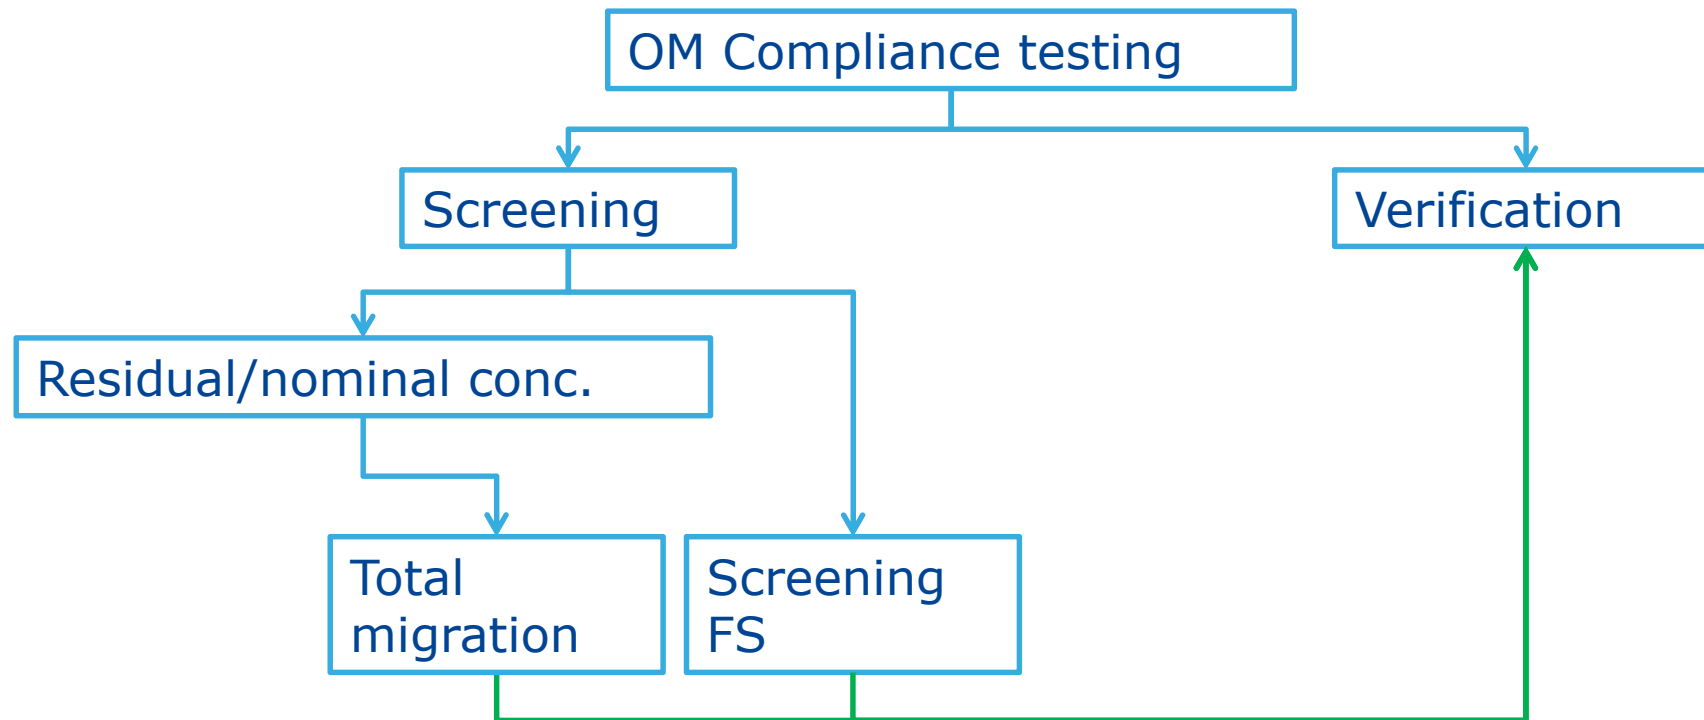 OM Compliance testing
Screening
Verification
Residual/nominal conc.
Total
migration
Screening
FS